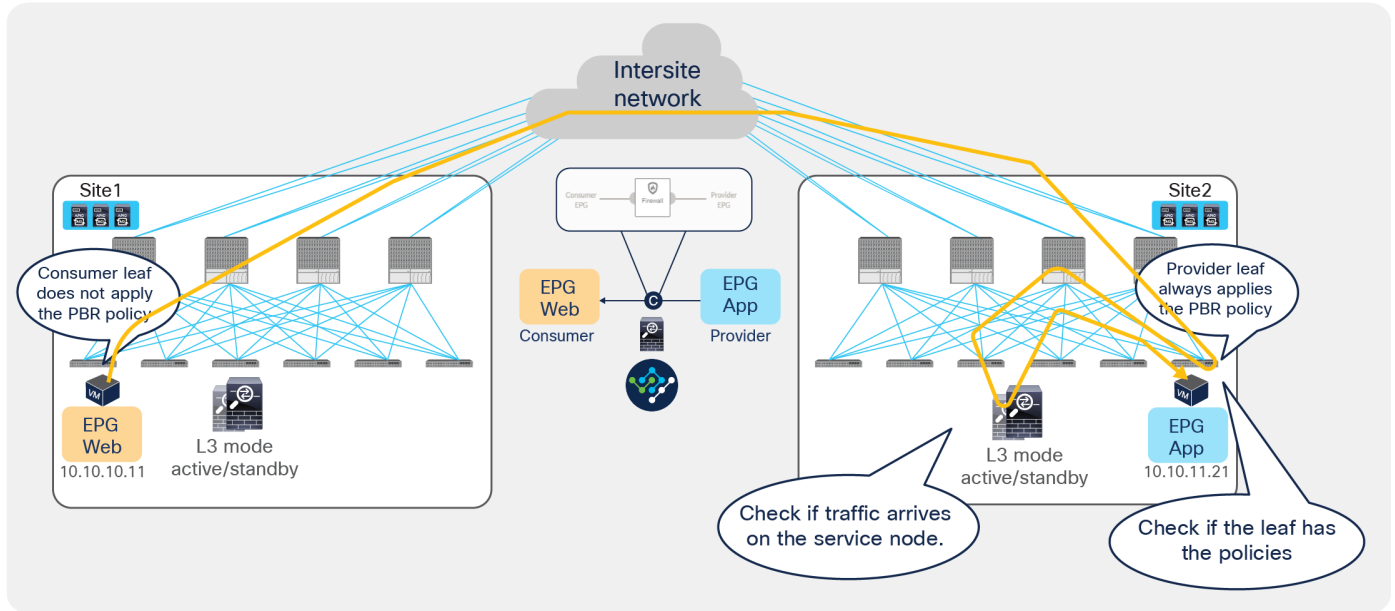 Intersite
network
Site1
Consumer leaf
does not apply
the PBR policy
VM
EPG
Web
10.10.10.11
L3 mode
active/standby
Consumer
EPG
Firewall
Provider
EPG
EPG
Web
Consumer
C
EPG
App
Provider
Site2
Provider leaf
always applies
the PBR policy
L3 mode
active/standby
VM
EPG
App
10.10.11.21
Check if traffic arrives
on the service node.
Check if the leaf has
the policies